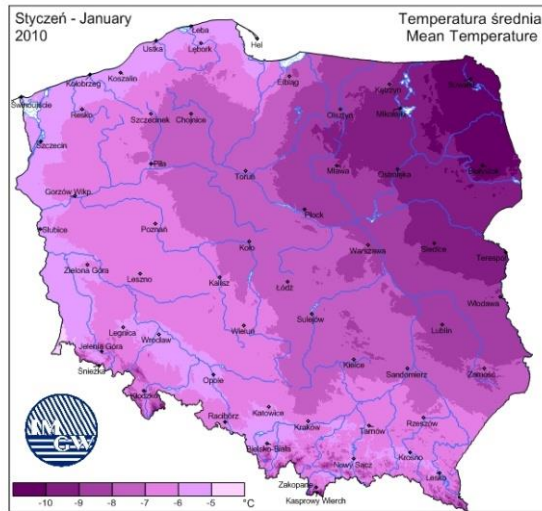 Styczeń - January
2010
Temperatura średnia
Mean Temperature
Łeba
Ustka
Lębork
Hel
Koszalin
Kołobrzeg
Elbląg
Kętrzyn
Suwałki
Świnoujście
Resko
Szczecinek
Chojnice
Olsztyn
Mikołajki
Szczecin
Piła
Toruń
Mława
Ostrołęka
Białystok
Gorzów Wlkp.
Płock
Słubice
Poznań
Koło
Warszawa
Siedlce
Terespol
Zielona Góra
Leszno
Kalisz
Łódź
Włodawa
Sulejów
Legnica
Wrocław
Wieluń
Lublin
Jelenia Góra
Śnieżka
Kielce
Sandomierz
Zamość
Opole
Kłodzko
Racibórz
Katowice
Kraków
Tarnów
Rzeszów
Bielsko-Biała
Nowy Sącz
Krosno
Lesko
Zakopane
Kasprowy Wierch
IM
GW
-10 -9 -8 -7 -6 -5 °C